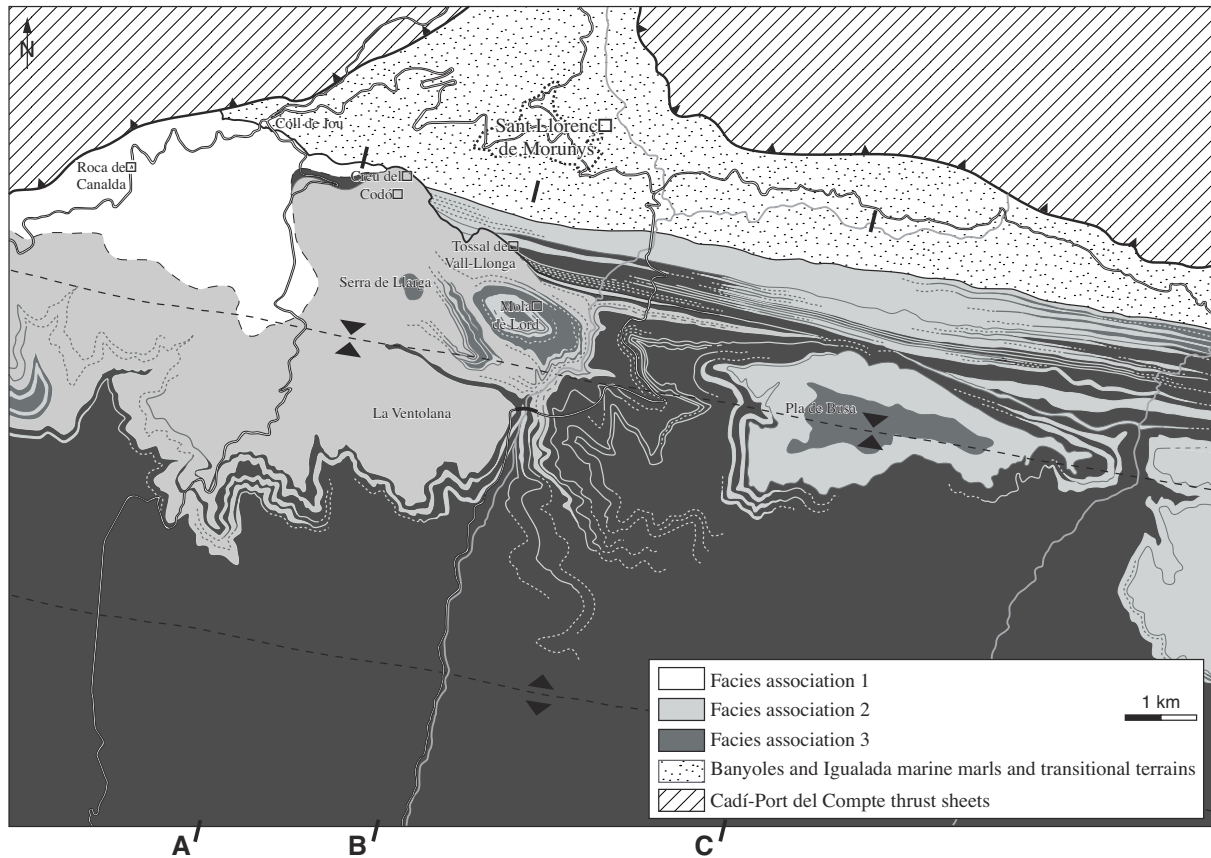 N
Coll de Jou
Sant Llorenç
de Morunys
Roca de
Canalda
Creu del
Codó
Tossal de
Vall-Llonga
Serra de Llarga
Mola
de Lord
La Ventolana
Pla de Busa
Facies association 1
Facies association 2
Facies association 3
Banyoles and Igualada marine marls and transitional terrains
Cadí-Port del Compte thrust sheets
1 km
A
B
C